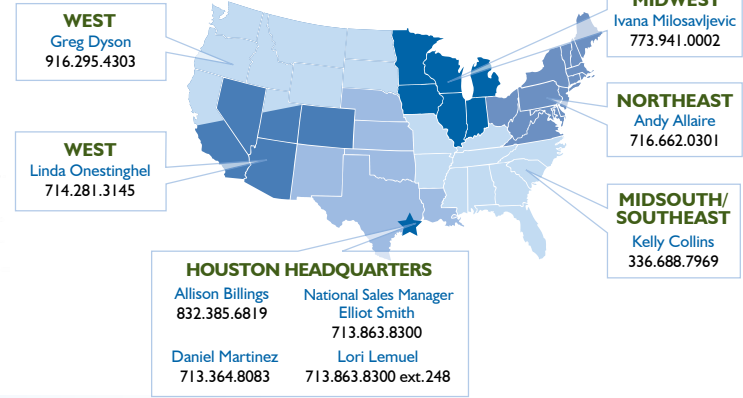 WEST
Greg Dyson
916.295.4303
MIDWEST
Ivana Milosavljevic
773.941.0002
NORTHEAST
Andy Allaire
716.662.0301
WEST
Linda Onestinghel
714.281.3145
MIDSOUTH/
SOUTHEAST
Kelly Collins
336.688.7969
HOUSTON HEADQUARTERS
Allison Billings
832.385.6819
National Sales Manager
Elliot Smith
713.863.8300
Daniel Martinez
713.364.8083
Lori Lemuel
713.863.8300 ext.248